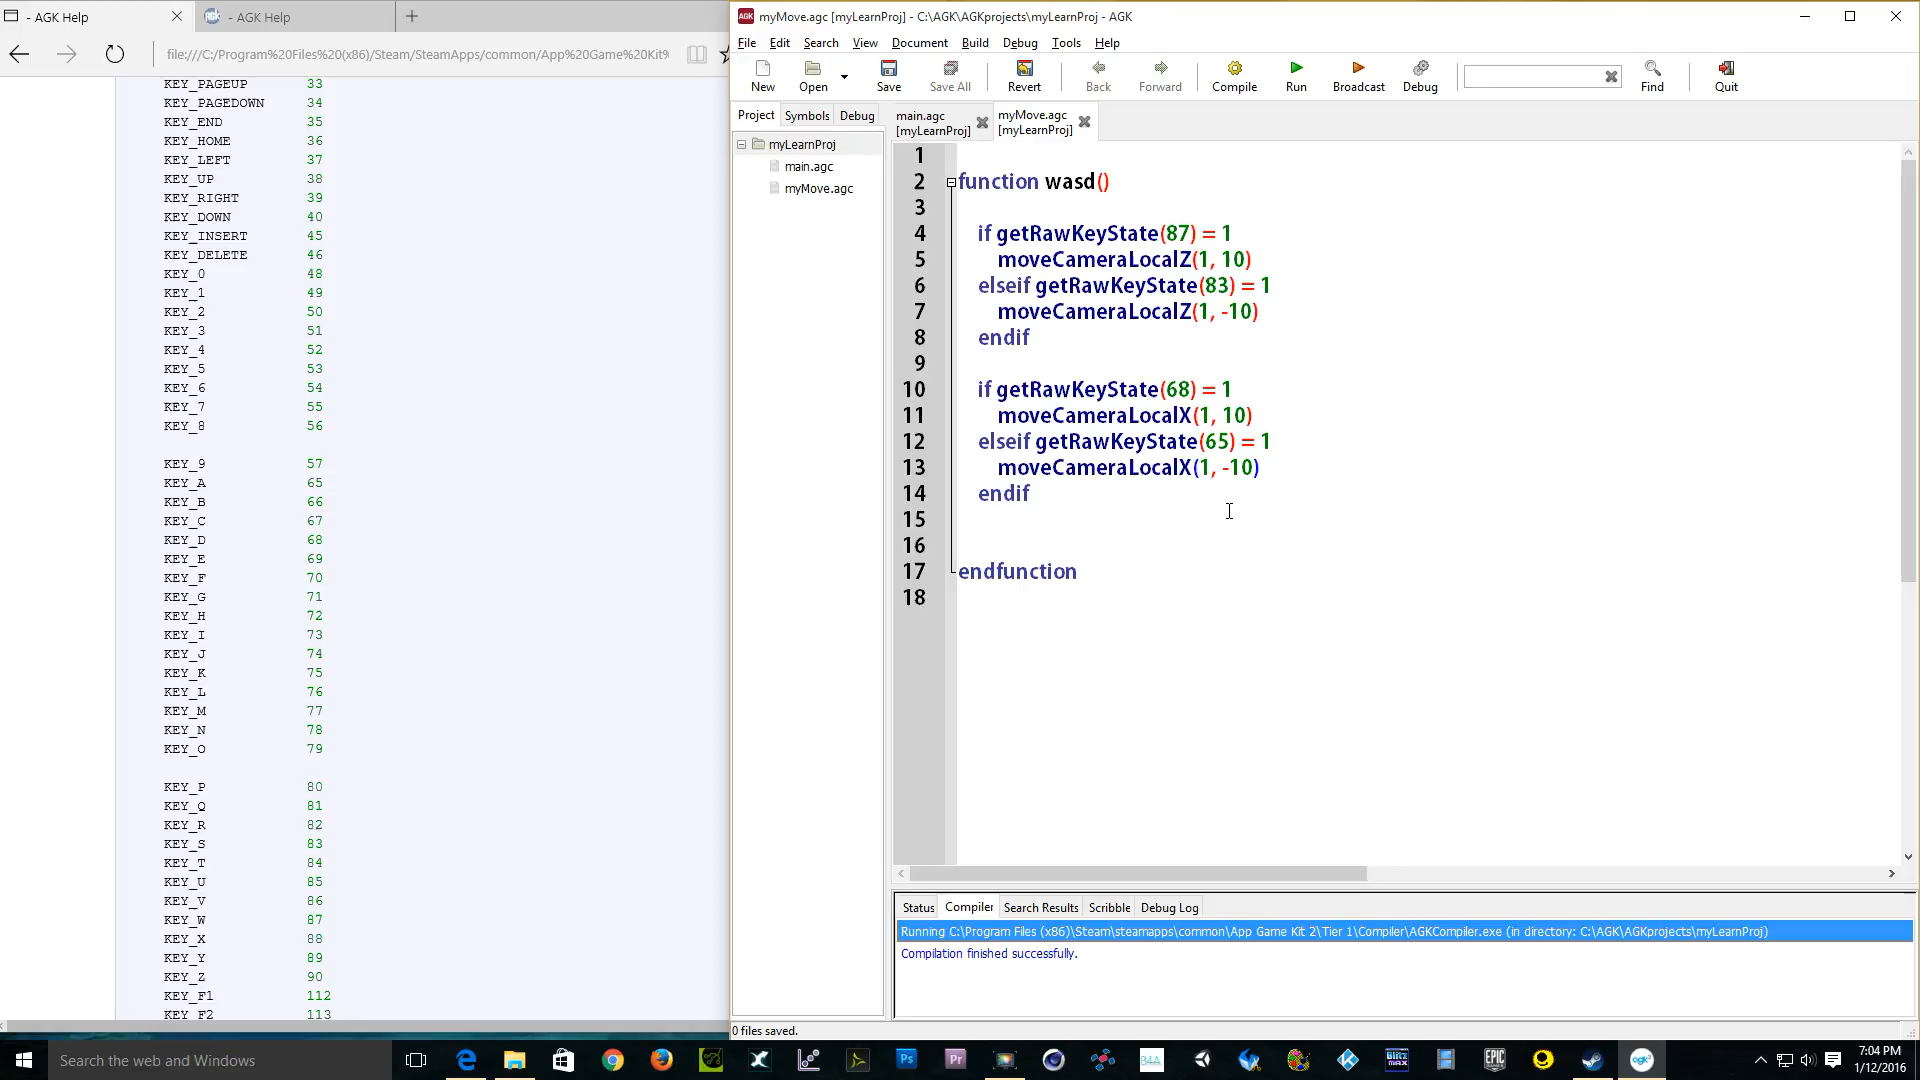 - AGK Help
- AGK Help
file:///C:/Program%20Files%20(x86)/Steam/SteamApps/common/App%20Game%20Kit%
KEY_PAGEUP 33
KEY_PAGEDOWN 34
KEY_END 35
KEY_HOME 36
KEY_LEFT 37
KEY_UP 38
KEY_RIGHT 39
KEY_DOWN 40
KEY_INSERT 45
KEY_DELETE 46
KEY_0 48
KEY_1 49
KEY_2 50
KEY_3 51
KEY_4 52
KEY_5 53
KEY_6 54
KEY_7 55
KEY_8 56
KEY_9 57
KEY_A 65
KEY_B 66
KEY_C 67
KEY_D 68
KEY_E 69
KEY_F 70
KEY_G 71
KEY_H 72
KEY_I 73
KEY_J 74
KEY_K 75
KEY_L 76
KEY_M 77
KEY_N 78
KEY_O 79
KEY_P 80
KEY_Q 81
KEY_R 82
KEY_S 83
KEY_T 84
KEY_U 85
KEY_V 86
KEY_W 87
KEY_X 88
KEY_Y 89
KEY_Z 90
KEY_F1 112
KEY_F2 113
AGK myMove.agc [myLearnProj] - C:\AGK\AGKprojects\myLearnProj - AGK
File Edit Search View Document Build Debug Tools Help
New Open Save Save All Revert Back Forward Compile Run Broadcast Debug Find Quit
Project Symbols Debug
myLearnProj
main.agc
myMove.agc
main.agc
[myLearnProj]
myMove.agc
[myLearnProj]
1
2 function wasd()
3
4 if getRawKeyState(87) = 1
5 moveCameraLocalZ(1, 10)
6 elseif getRawKeyState(83) = 1
7 moveCameraLocalZ(1, -10)
8 endif
9
10 if getRawKeyState(68) = 1
11 moveCameraLocalX(1, 10)
12 elseif getRawKeyState(65) = 1
13 moveCameraLocalX(1, -10)
14 endif
15
16
17 endfunction
18
Status Compiler Search Results Scribble Debug Log
Running C:\Program Files (x86)\Steam\steamapps\common\App Game Kit 2\Tier 1\Compiler\AGKCompiler.exe (in directory: C:\AGK\AGKprojects\myLearnProj)
Compilation finished successfully.
0 files saved.
Search the web and Windows
Ps
Pr
B4A
BLITZ MAX
EPIC GAMES
agk2
7:04 PM
1/12/2016